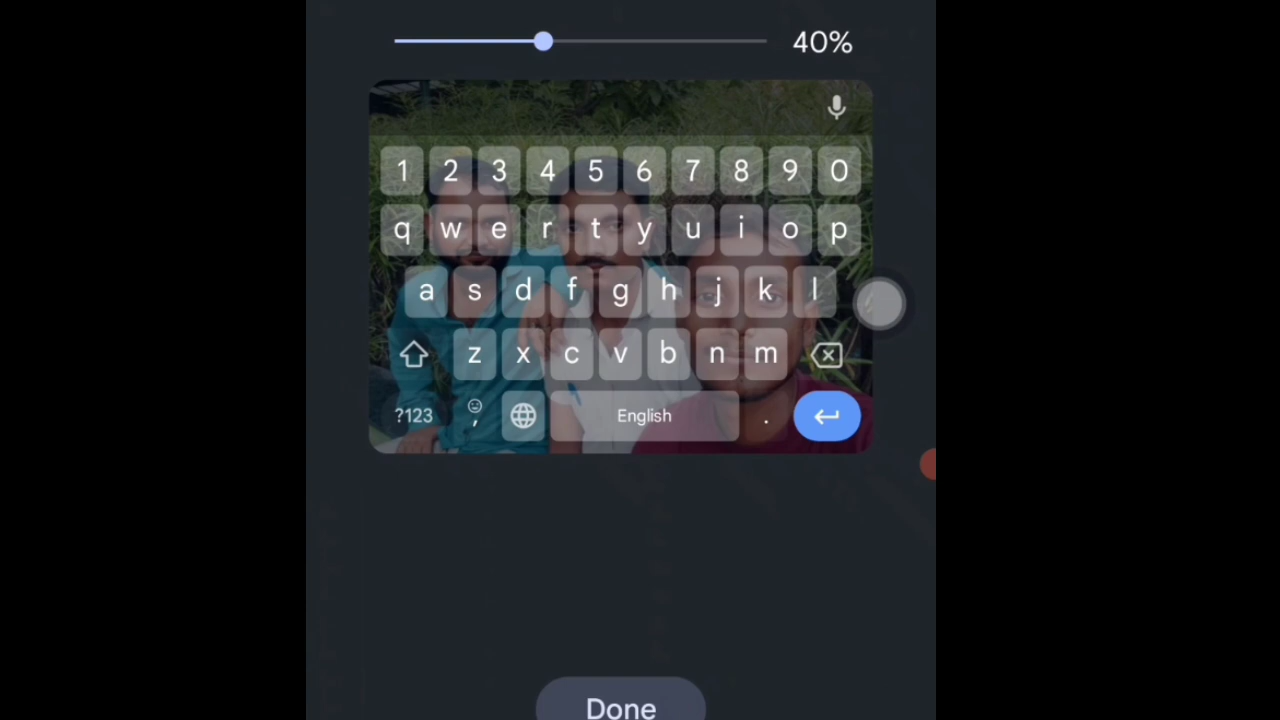 40%
1 2 3 4 5 6 7 8 9 0
q w e r t y u i o p
a s d f g h j k l
z x c v b n m
?123 , English .
Done